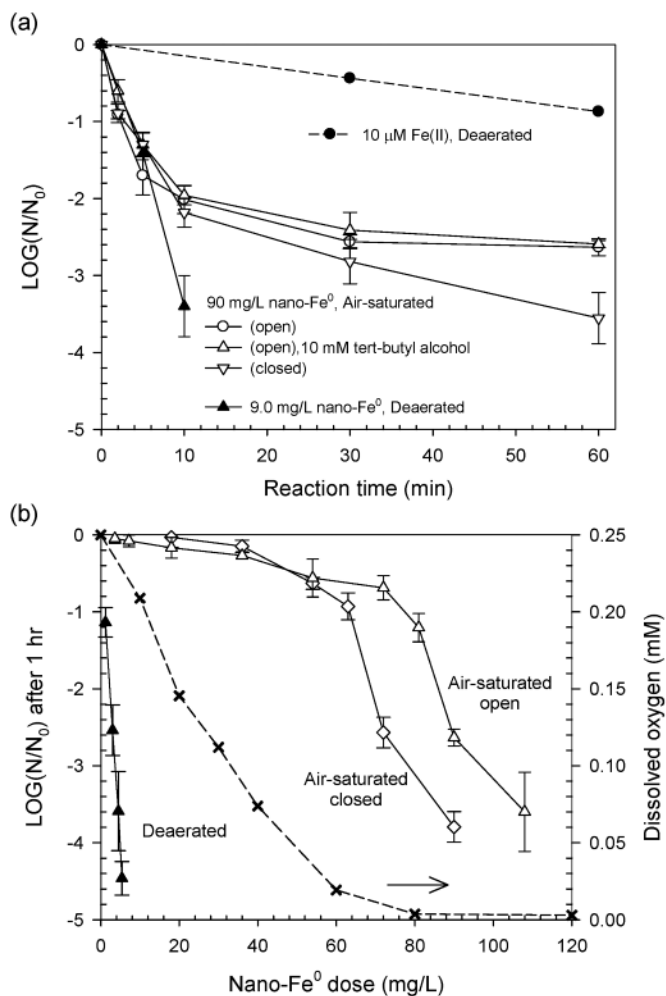 (a)
0
-1
-2
-3
-4
-5
LOG(N/N₀)
10 μM Fe(II), Deaerated
90 mg/L nano-Fe⁰, Air-saturated
(open)
(open),10 mM tert-butyl alcohol
(closed)
9.0 mg/L nano-Fe⁰, Deaerated
0 10 20 30 40 50 60
Reaction time (min)
(b)
0
-1
-2
-3
-4
-5
LOG(N/N₀) after 1 hr
Deaerated
Air-saturated
closed
Air-saturated
open
0.25
0.20
0.15
0.10
0.05
0.00
Dissolved oxygen (mM)
0 20 40 60 80 100 120
Nano-Fe⁰ dose (mg/L)